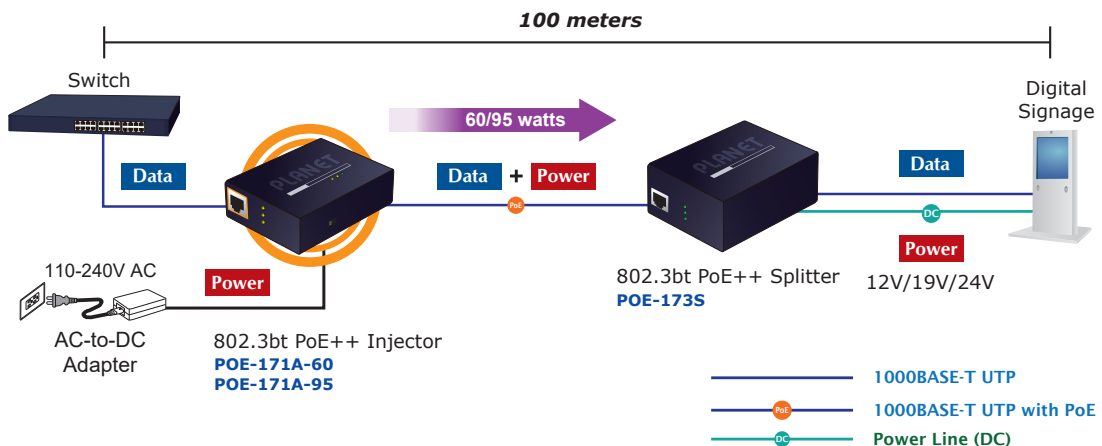 100 meters
Switch
Digital
Signage
60/95 watts
Data
PLANET
Data + Power
PoE
PLANET
Data
DC
Power
12V/19V/24V
110-240V AC
Power
AC-to-DC
Adapter
802.3bt PoE++ Injector
POE-171A-60
POE-171A-95
802.3bt PoE++ Splitter
POE-173S
1000BASE-T UTP
PoE
1000BASE-T UTP with PoE
DC
Power Line (DC)